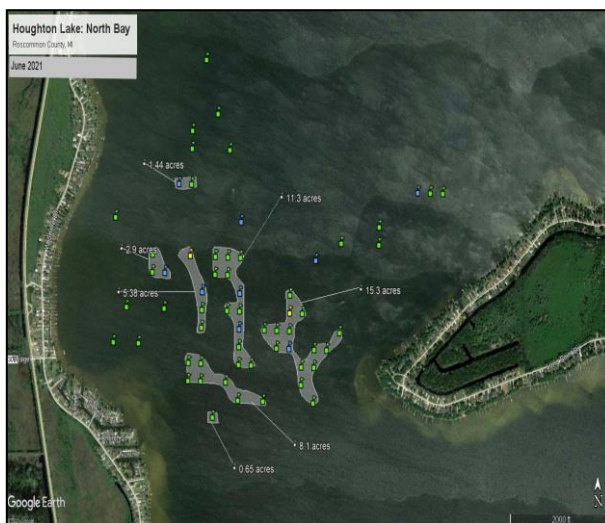 Houghton Lake: North Bay
Roscommon County, MI
June 2021
1.44 acres
11.3 acres
2.9 acres
5.38 acres
15.3 acres
8.1 acres
0.65 acres
Google Earth
N
2000 ft